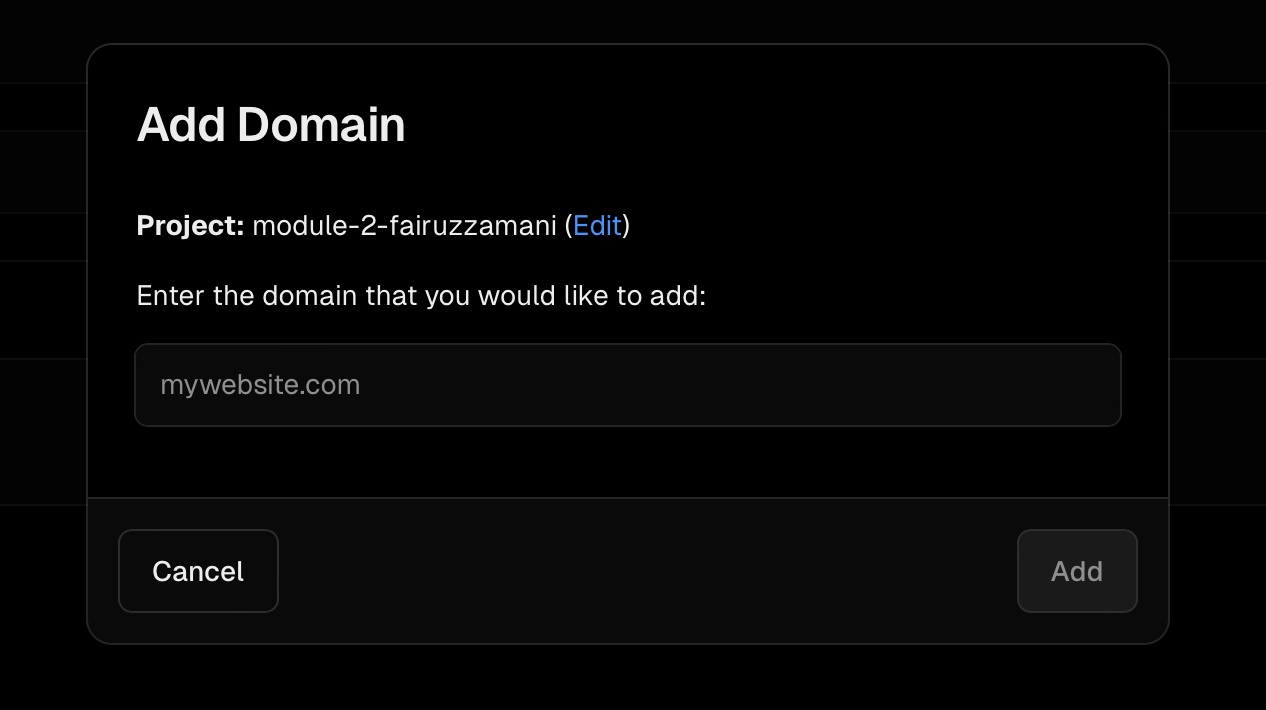 Add Domain
Project: module-2-fairuzzamani (Edit)
Enter the domain that you would like to add:
mywebsite.com
Cancel
Add